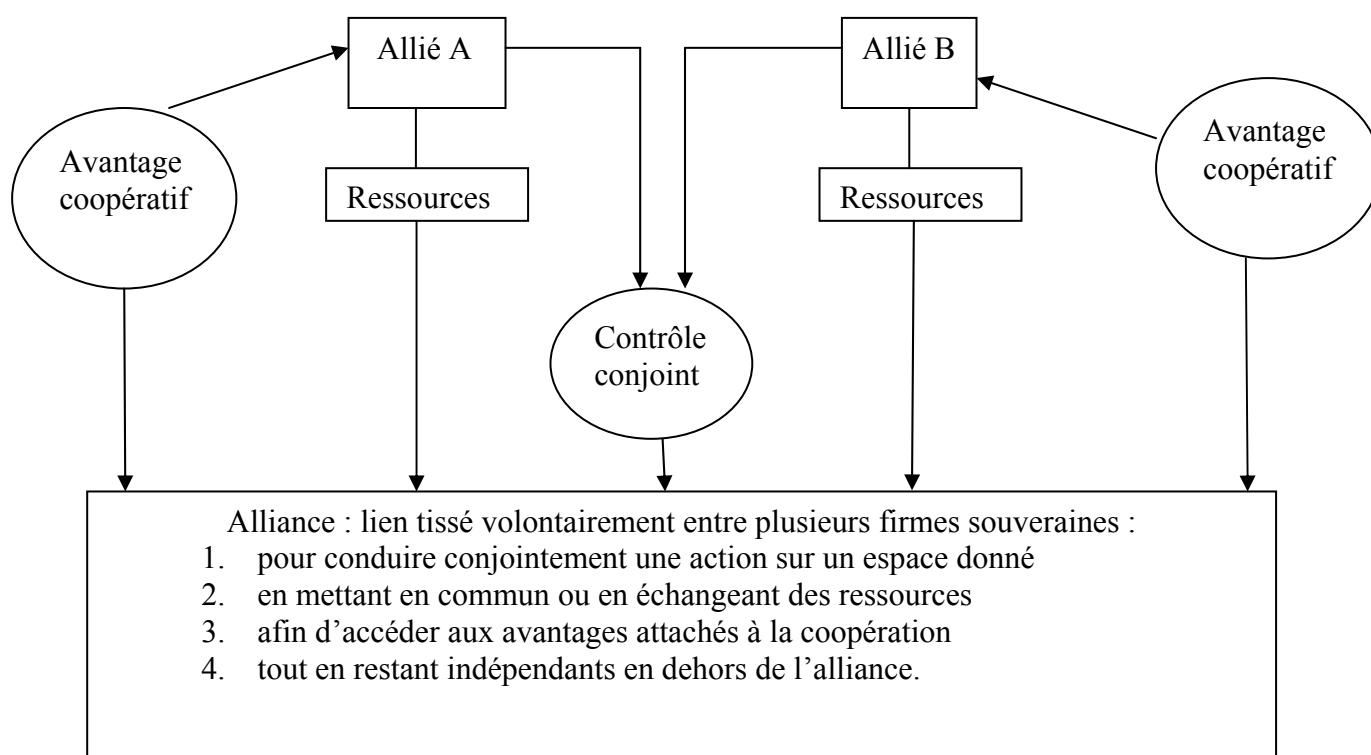 Allié A
Allié B
Avantage
coopératif
Avantage
coopératif
Ressources
Ressources
Contrôle
conjoint
Alliance : lien tissé volontairement entre plusieurs firmes souveraines :
1. pour conduire conjointement une action sur un espace donné
2. en mettant en commun ou en échangeant des ressources
3. afin d’accéder aux avantages attachés à la coopération
4. tout en restant indépendants en dehors de l’alliance.